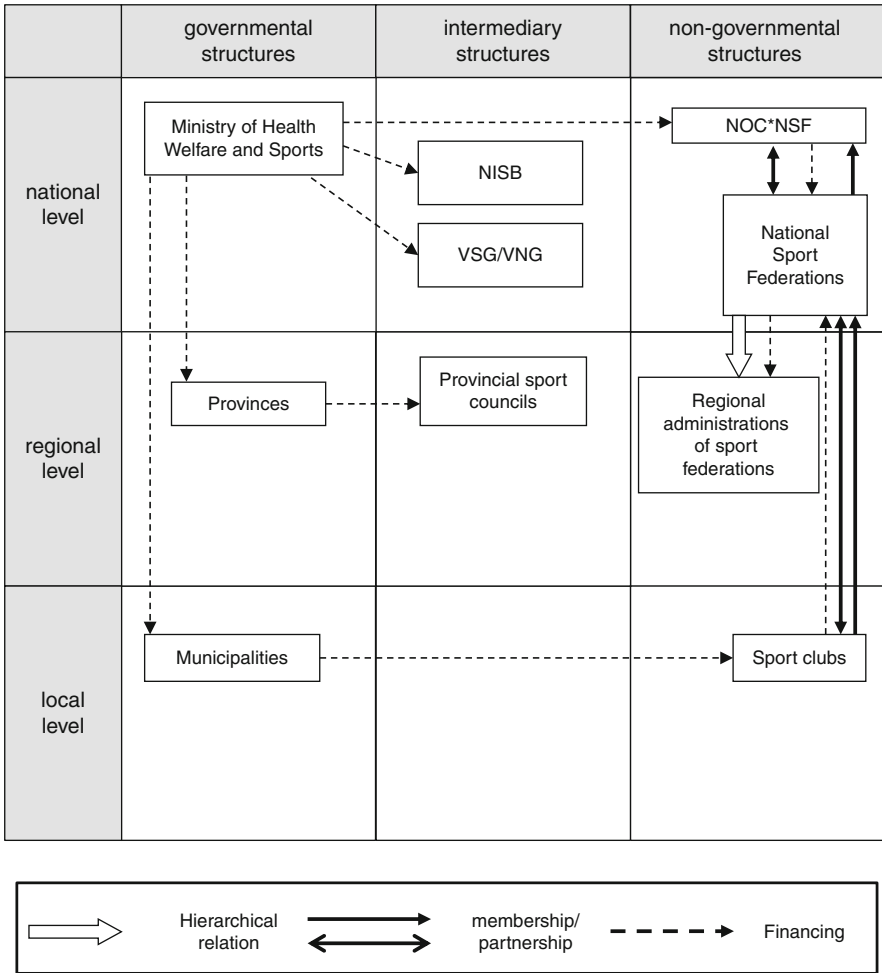 governmental
structures
intermediary
structures
non-governmental
structures
national
level
Ministry of Health
Welfare and Sports
NISB
VSG/VNG
NOC*NSF
National
Sport
Federations
regional
level
Provinces
Provincial sport
councils
Regional
administrations
of sport
federations
local
level
Municipalities
Sport clubs
Hierarchical
relation
membership/
partnership
Financing